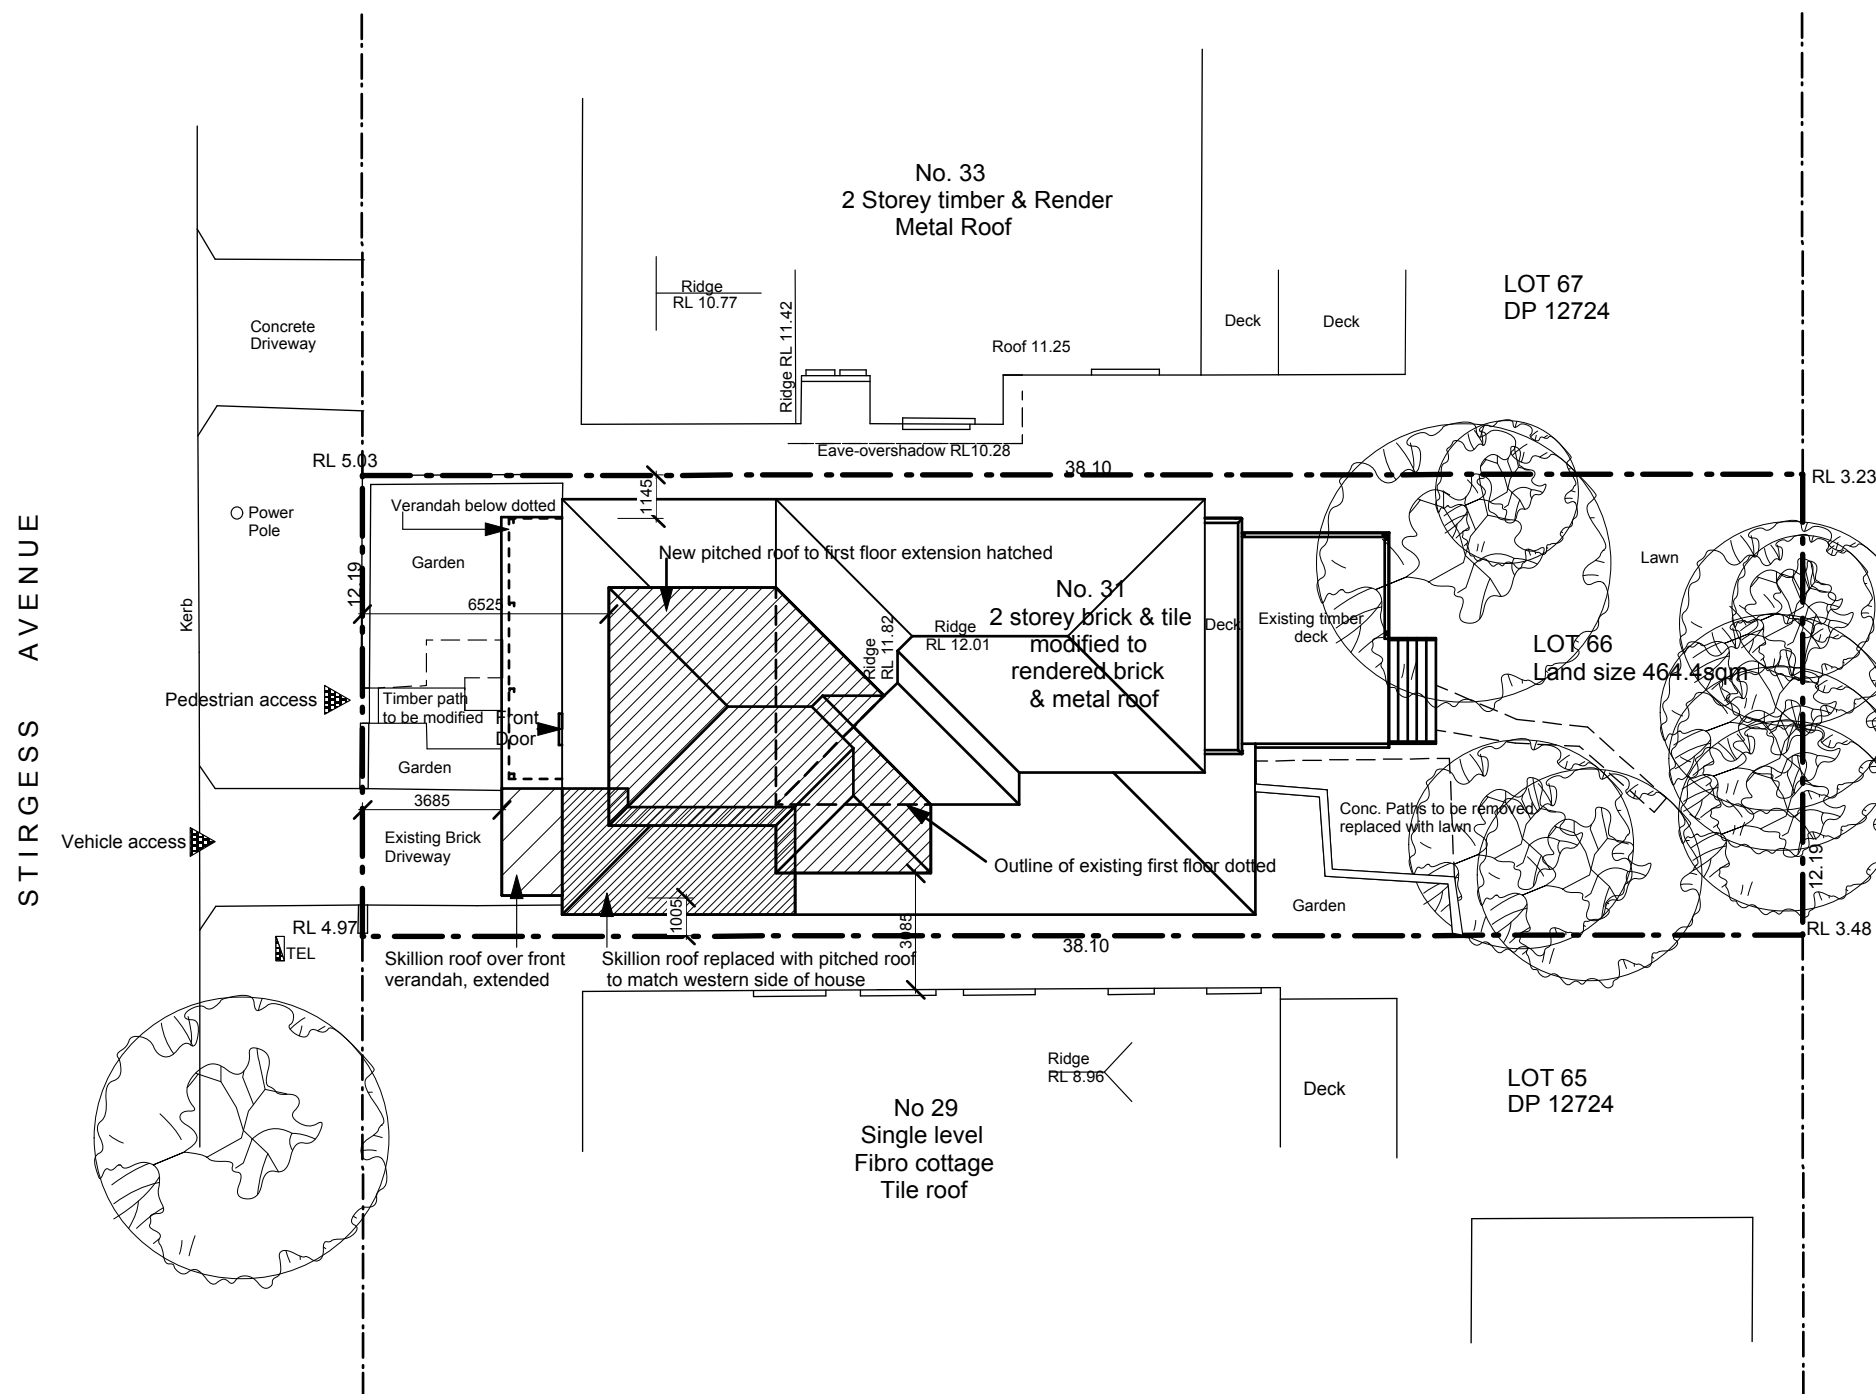 No. 33
2 Storey timber & Render
Metal Roof
Ridge
RL 10.77
Ridge RL 11.42
LOT 67
DP 12724
Concrete
Driveway
Deck
Deck
Roof 11.25
Eave-overshadow RL10.28
RL 5.03
38.10
RL 3.23
1145
Verandah below dotted
Power
Pole
STIRGESS AVENUE
Garden
New pitched roof to first floor extension hatched
Lawn
12.19
Kerb
6525
No. 31
2 storey brick & tile
modified to
rendered brick
& metal roof
Ridge
RL 12.01
Ridge
RL 11.82
Deck
Existing timber
deck
LOT 66
Land size 464.4sqm
Pedestrian access
Timber path
to be modified
Front
Door
Garden
3685
Existing Brick
Driveway
Vehicle access
Conc. Paths to be removed
replaced with lawn
12.19
Outline of existing first floor dotted
Garden
1005
3985
RL 4.97
38.10
RL 3.48
TEL
Skillion roof over front
verandah, extended
Skillion roof replaced with pitched roof
to match western side of house
Ridge
RL 8.96
Deck
LOT 65
DP 12724
No 29
Single level
Fibro cottage
Tile roof